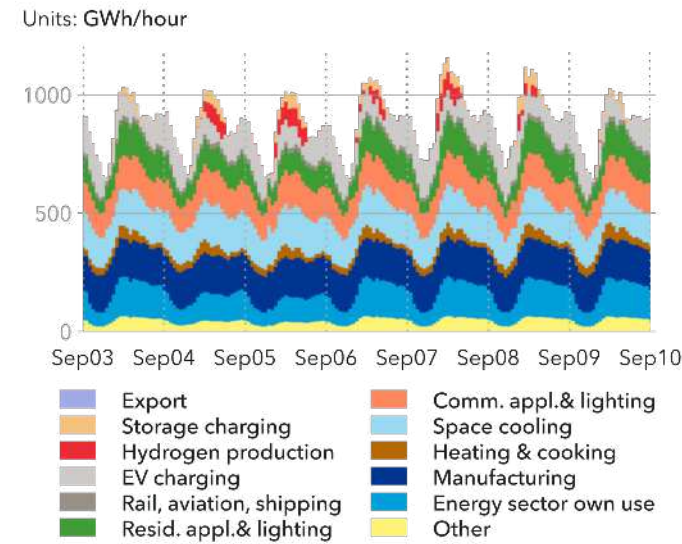 Units: GWh/hour
1000
500
0
Sep03 Sep04 Sep05 Sep06 Sep07 Sep08 Sep09 Sep10
Export
Storage charging
Hydrogen production
EV charging
Rail, aviation, shipping
Resid. appl.& lighting
Comm. appl.& lighting
Space cooling
Heating & cooking
Manufacturing
Energy sector own use
Other